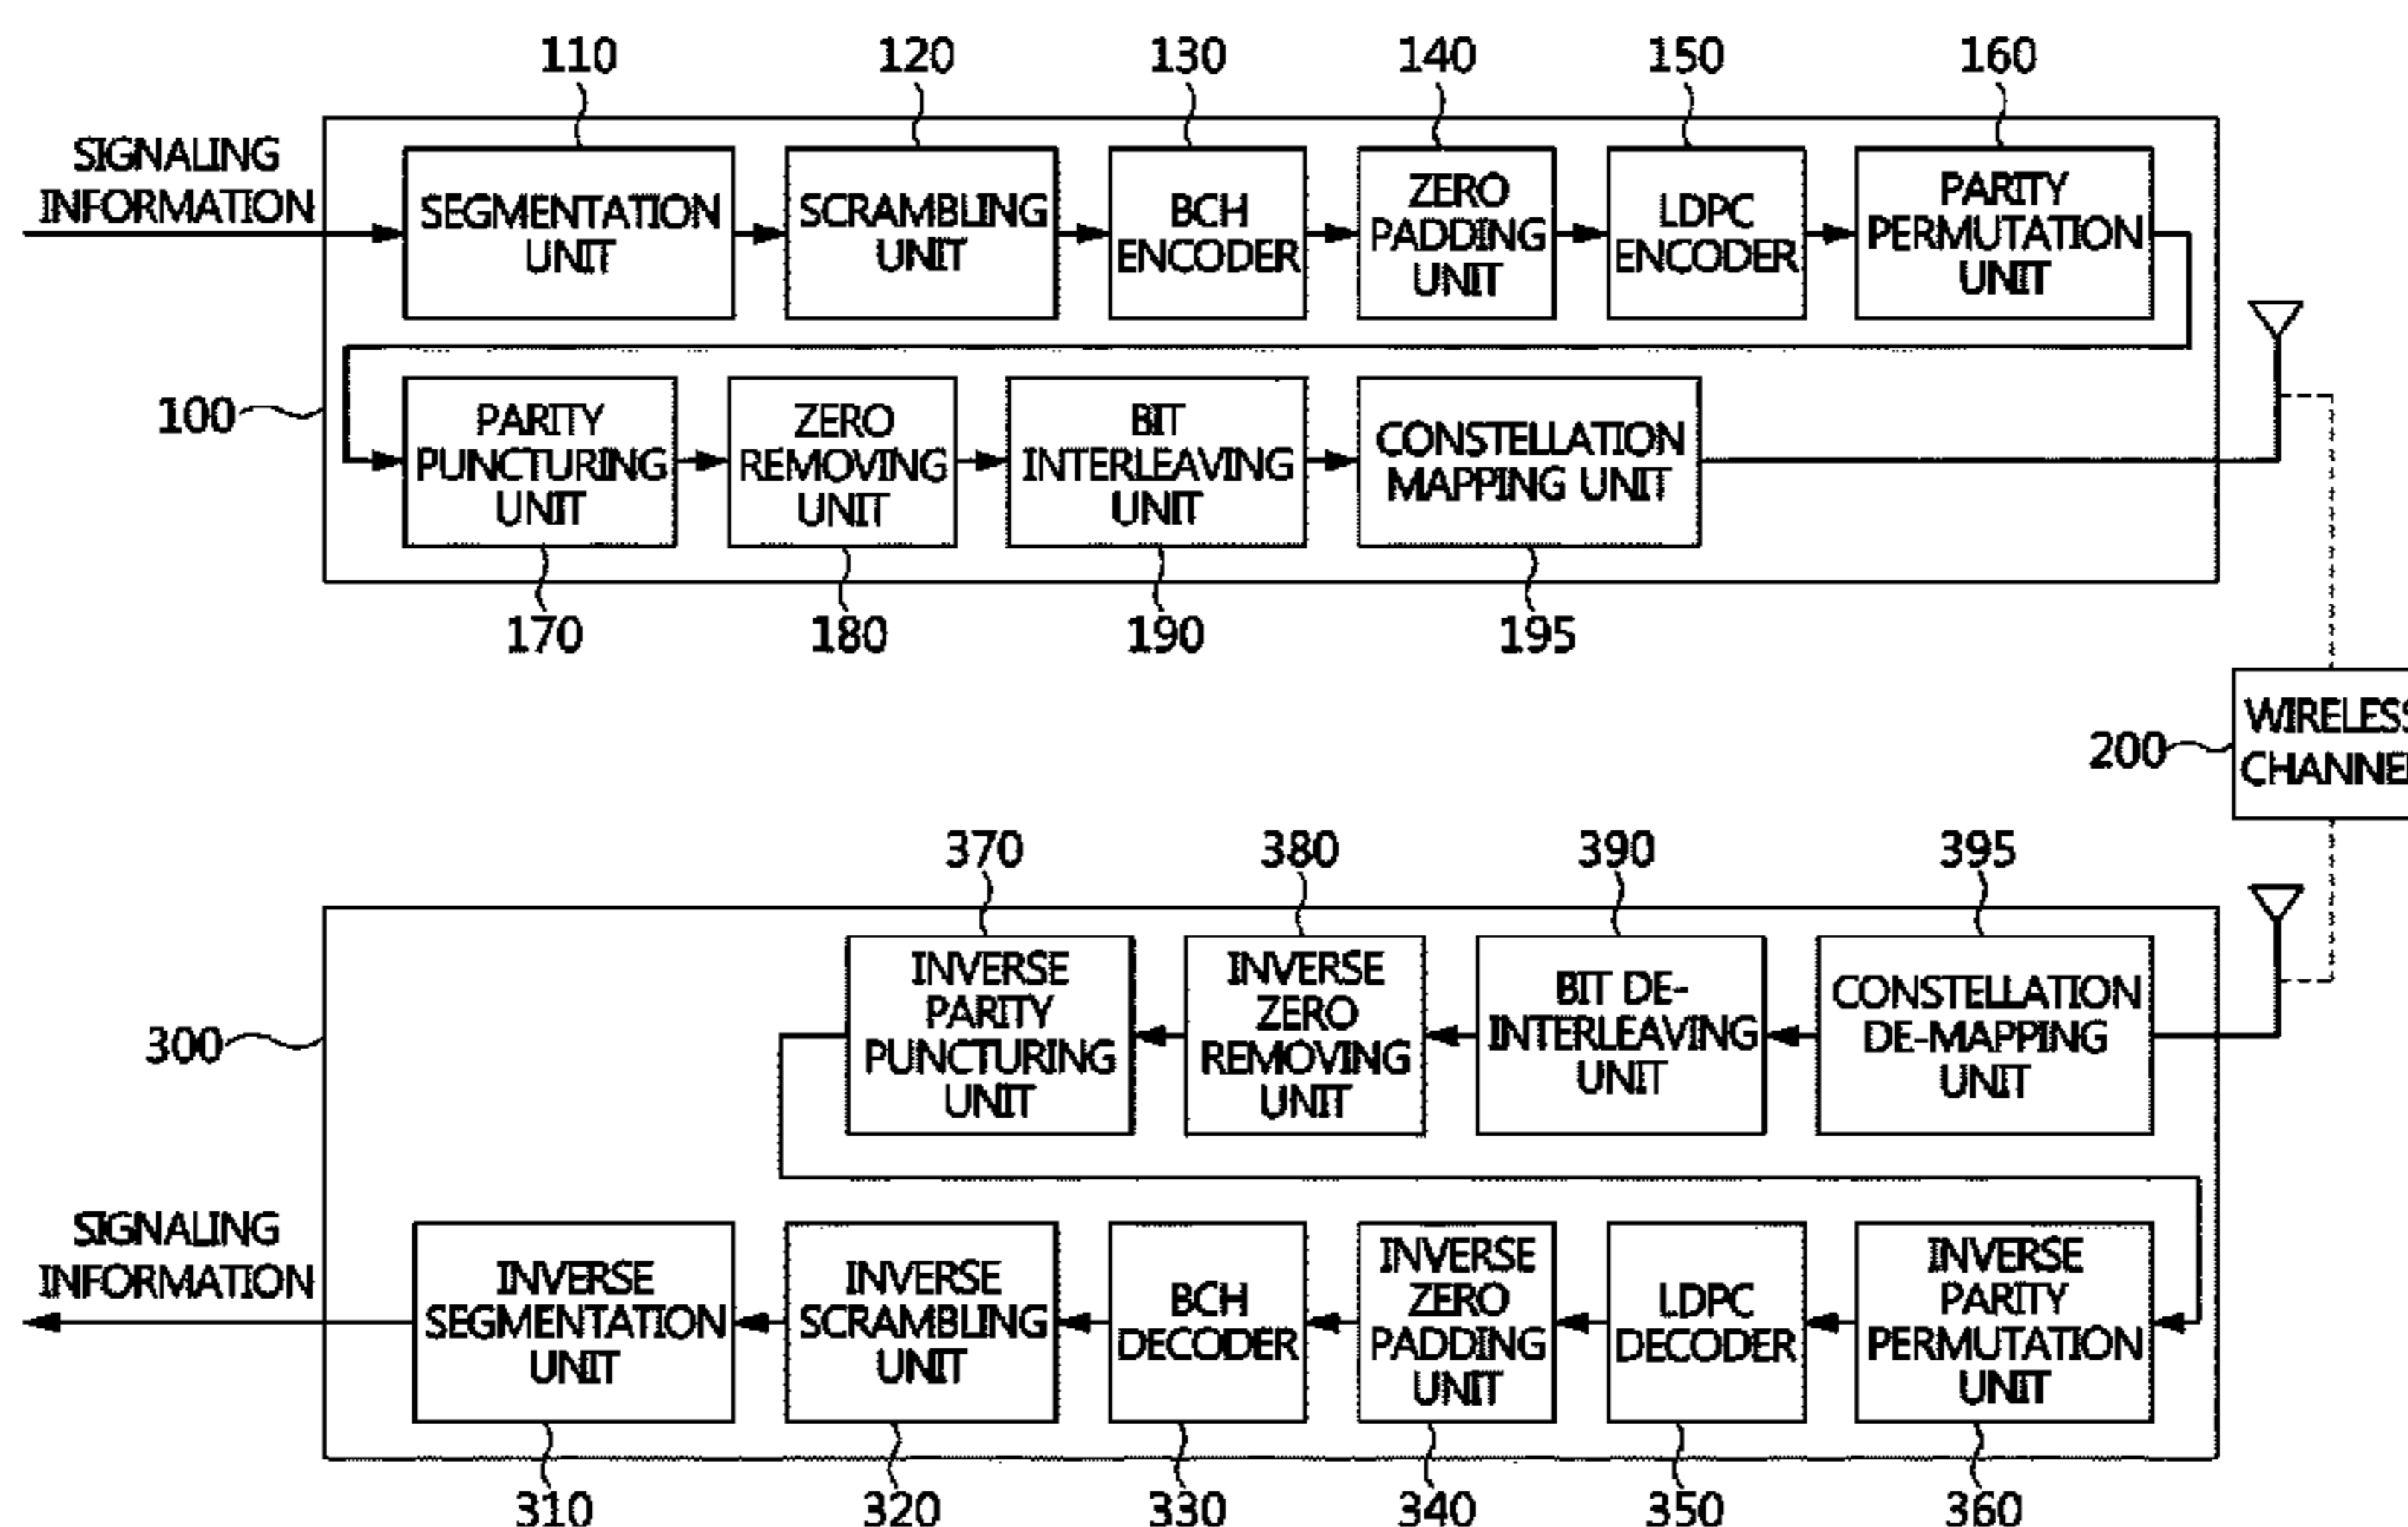 110
120
130
140
150
160
SIGNALING
INFORMATION
SEGMENTATION
UNIT
SCRAMBLING
UNIT
BCH
ENCODER
ZERO
PADDING
UNIT
LDPC
ENCODER
PARITY
PERMUTATION
UNIT
100
PARITY
PUNCTURING
UNIT
ZERO
REMOVING
UNIT
BIT
INTERLEAVING
UNIT
CONSTELLATION
MAPPING UNIT
170
180
190
195
200
WIRELESS
CHANNEL
370
380
390
395
300
INVERSE
PARITY
PUNCTURING
UNIT
INVERSE
ZERO
REMOVING
UNIT
BIT DE-
INTERLEAVING
UNIT
CONSTELLATION
DE-MAPPING
UNIT
SIGNALING
INFORMATION
INVERSE
SEGMENTATION
UNIT
INVERSE
SCRAMBLING
UNIT
BCH
DECODER
INVERSE
ZERO
PADDING
UNIT
LDPC
DECODER
INVERSE
PARITY
PERMUTATION
UNIT
310
320
330
340
350
360